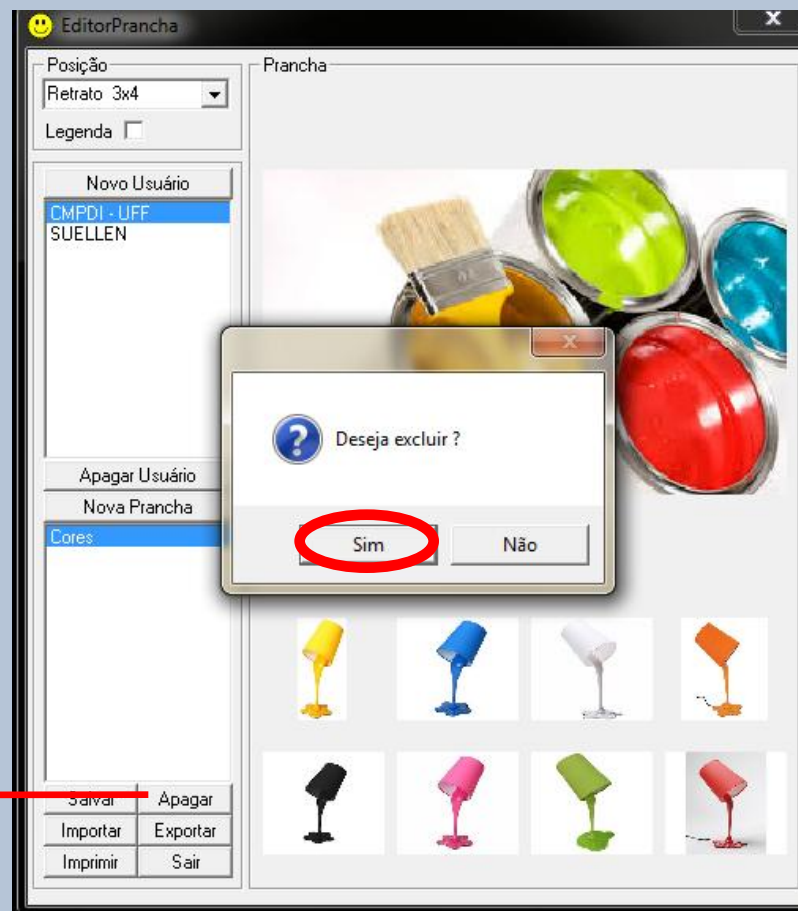 EditorPrancha
X
Posição
Retrato 3x4
Legenda
Novo Usuário
CMPDI - UFF
SUELLEN
Apagar Usuário
Nova Prancha
Cores
Salvar
Apagar
Importar
Exportar
Imprimir
Sair
Prancha
X
Deseja excluir ?
Sim
Não